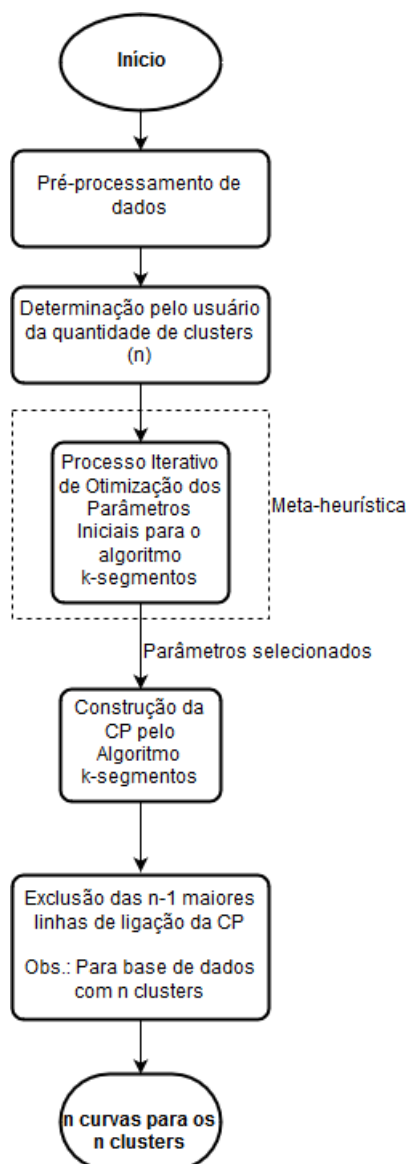 Início
Pré-processamento de
dados
Determinação pelo usuário
da quantidade de clusters
(n)
Processo Iterativo
de Otimização dos
Parâmetros
Iniciais para o
algoritmo
k-segmentos
Meta-heurística
Parâmetros selecionados
Construção da
CP pelo
Algoritmo
k-segmentos
Exclusão das n-1 maiores
linhas de ligação da CP
Obs.: Para base de dados
com n clusters
n curvas para os
n clusters